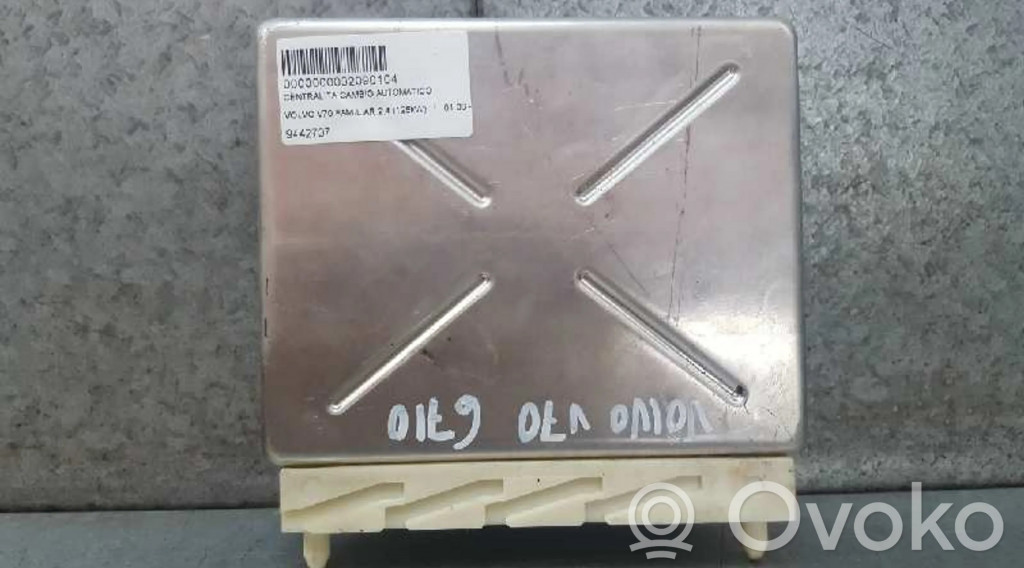 0000000032090104
CENTRALITA CAMBIO AUTOMATICO
VOLVO V70 FAMILIAR 2.4 (125KW)
9442707
VOLVO V70 6710
Ovoko